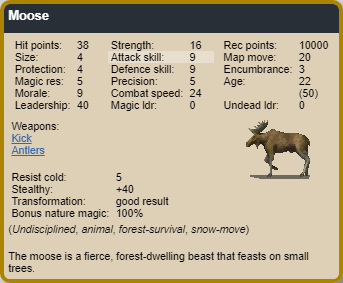 Moose
Hit points: 38 Strength: 16 Rec points: 10000
Size: 4 Attack skill: 9 Map move: 20
Protection: 4 Defence skill: 9 Encumbrance: 3
Magic res: 5 Precision: 5 Age: 22
Morale: 9 Combat speed: 24 (50)
Leadership: 40 Magic ldr: 0 Undead ldr: 0
Weapons:
Kick
Antlers
Resist cold: 5
Stealthy: +40
Transformation: good result
Bonus nature magic: 100%
(Undisciplined, animal, forest-survival, snow-move)
The moose is a fierce, forest-dwelling beast that feasts on small
trees.